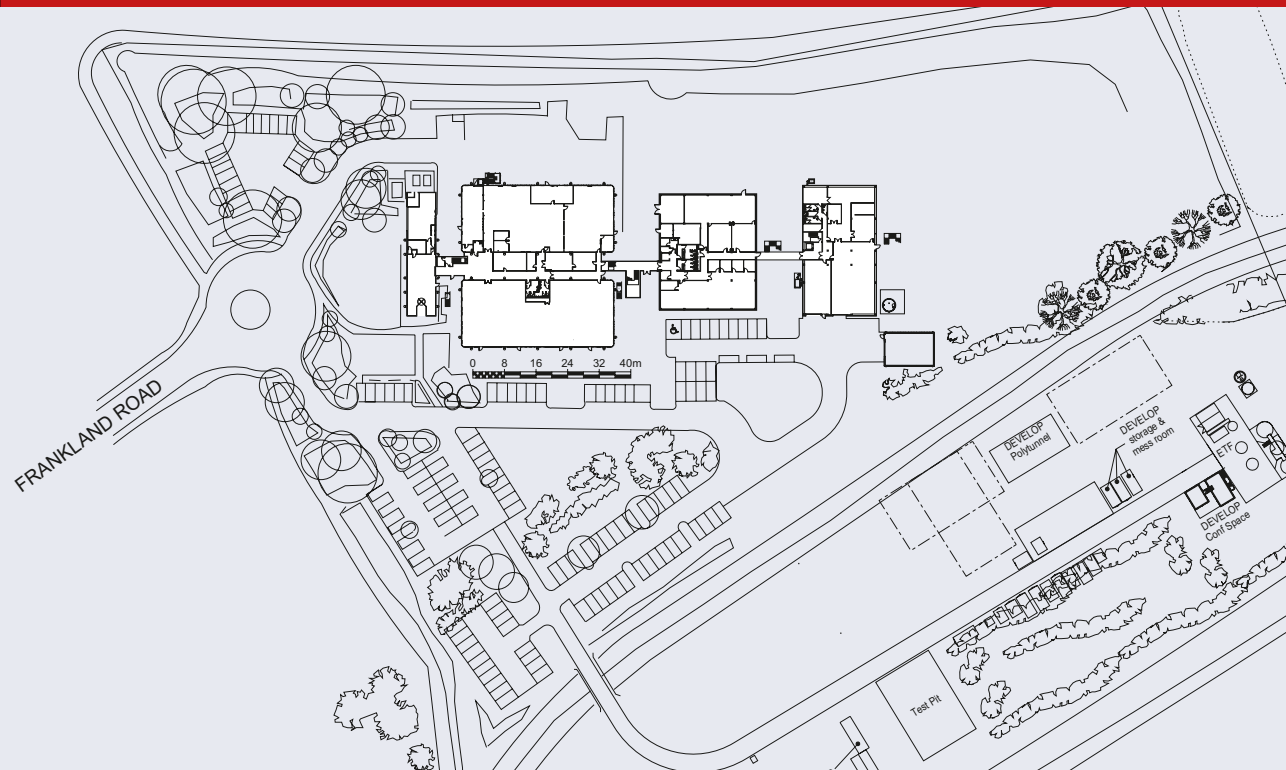 0 8 16 24 32 40m
FRANKLAND ROAD
DEVELOP
Polytunnel
DEVELOP
storage &
mess room
ETF
DEVELOP
Conf Space
Test Pit